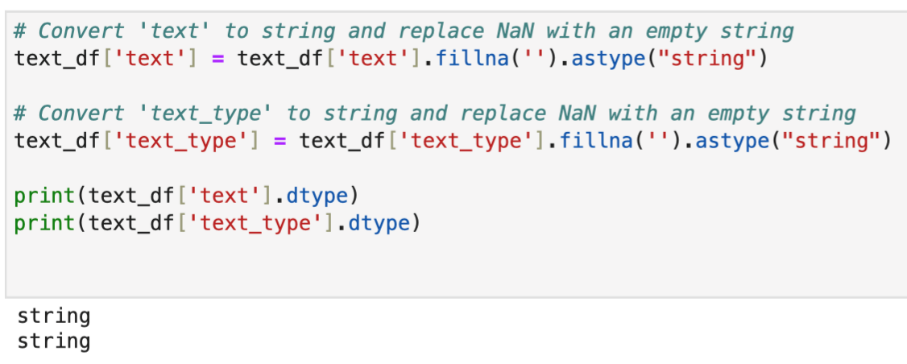 # Convert 'text' to string and replace NaN with an empty string
text_df['text'] = text_df['text'].fillna('').astype("string")
# Convert 'text_type' to string and replace NaN with an empty string
text_df['text_type'] = text_df['text_type'].fillna('').astype("string")
print(text_df['text'].dtype)
print(text_df['text_type'].dtype)
string
string